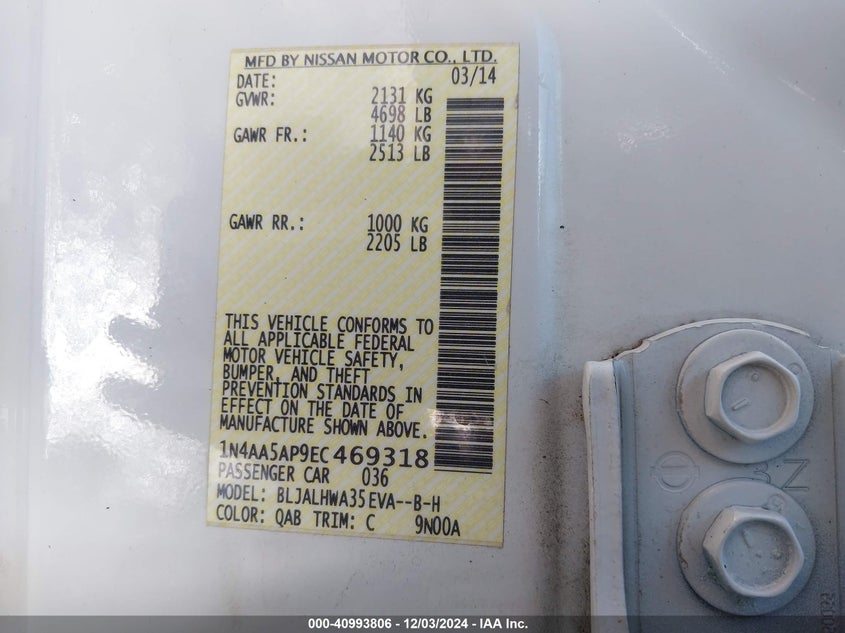 MFD BY NISSAN MOTOR CO., LTD.
DATE: 03/14
GVWR: 2131 KG
4698 LB
GAWR FR.: 1140 KG
2513 LB
GAWR RR.: 1000 KG
2205 LB
THIS VEHICLE CONFORMS TO
ALL APPLICABLE FEDERAL
MOTOR VEHICLE SAFETY,
BUMPER, AND THEFT
PREVENTION STANDARDS IN
EFFECT ON THE DATE OF
MANUFACTURE SHOWN ABOVE.
1N4AA5AP9EC469318
PASSENGER CAR 036
MODEL: BLJALHWA35EVA--B-H
COLOR: QAB TRIM: C 9N00A
000-40993806 - 12/03/2024 - IAA Inc.